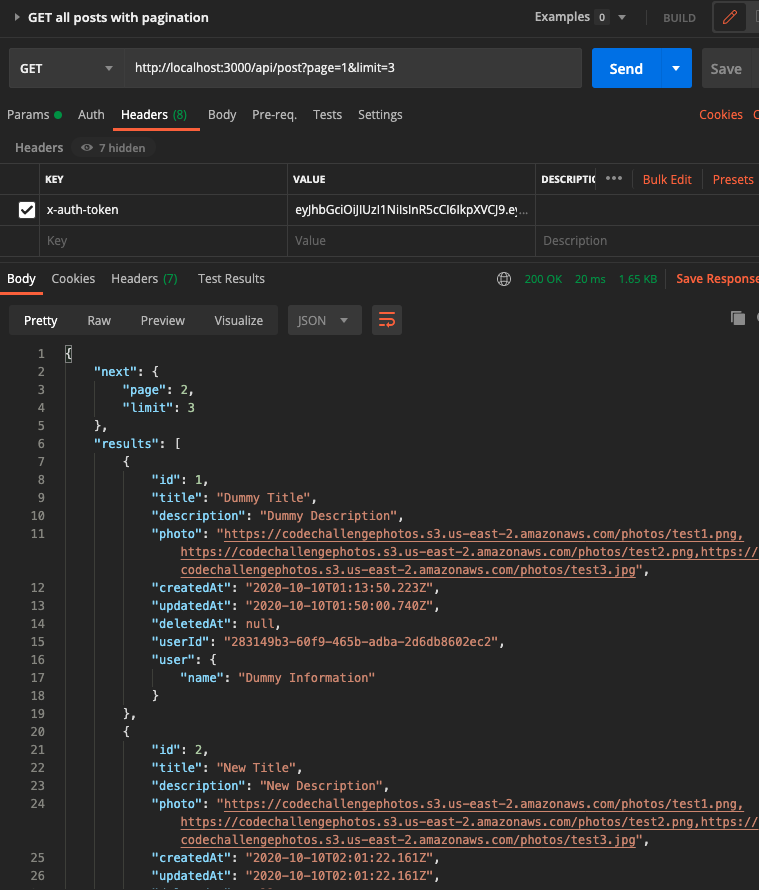 GET all posts with pagination Examples 0 BUILD
GET http://localhost:3000/api/post?page=1&limit=3 Send Save
Params Auth Headers (8) Body Pre-req. Tests Settings Cookies
Headers 7 hidden
KEY VALUE DESCRIPTIO ••• Bulk Edit Presets
x-auth-token eyJhbGciOiJIUzI1NiIsInR5cCI6IkpXVCJ9.ey...
Key Value Description
Body Cookies Headers (7) Test Results 200 OK 20 ms 1.65 KB Save Response
Pretty Raw Preview Visualize JSON
1 {
2 "next": {
3 "page": 2,
4 "limit": 3
5 },
6 "results": [
7 {
8 "id": 1,
9 "title": "Dummy Title",
10 "description": "Dummy Description",
11 "photo": "https://codechallengephotos.s3.us-east-2.amazonaws.com/photos/test1.png,
https://codechallengephotos.s3.us-east-2.amazonaws.com/photos/test2.png,https://
codechallengephotos.s3.us-east-2.amazonaws.com/photos/test3.jpg",
12 "createdAt": "2020-10-10T01:13:50.223Z",
13 "updatedAt": "2020-10-10T01:50:00.740Z",
14 "deletedAt": null,
15 "userId": "283149b3-60f9-465b-adba-2d6db8602ec2",
16 "user": {
17 "name": "Dummy Information"
18 }
19 },
20 {
21 "id": 2,
22 "title": "New Title",
23 "description": "New Description",
24 "photo": "https://codechallengephotos.s3.us-east-2.amazonaws.com/photos/test1.png,
https://codechallengephotos.s3.us-east-2.amazonaws.com/photos/test2.png,https://
codechallengephotos.s3.us-east-2.amazonaws.com/photos/test3.jpg",
25 "createdAt": "2020-10-10T02:01:22.161Z",
26 "updatedAt": "2020-10-10T02:01:22.161Z",